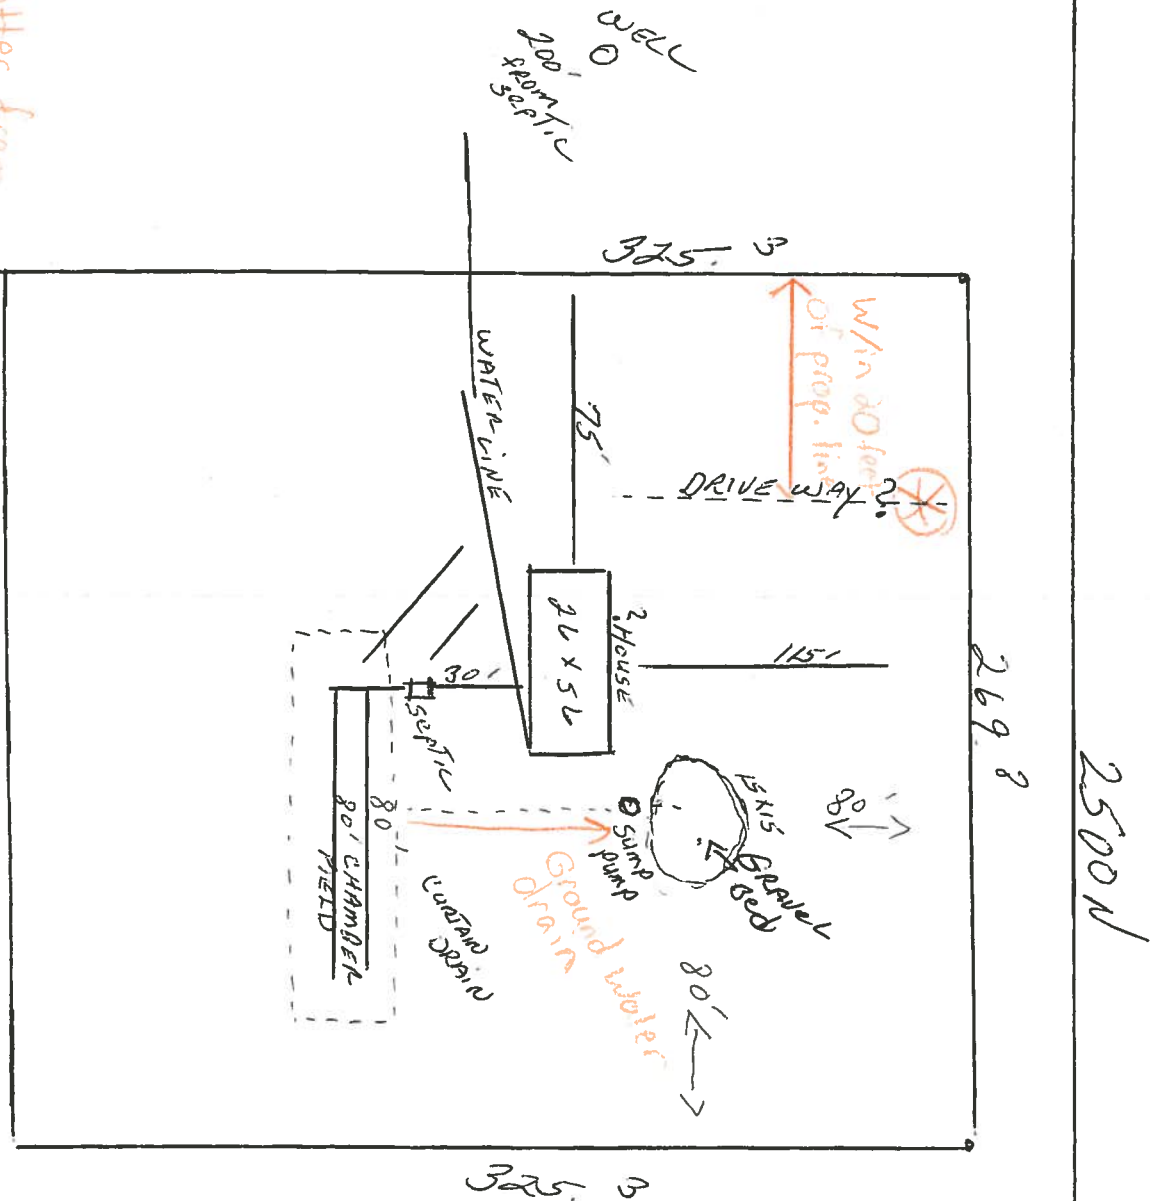 WELL
O
200'
FROM
SEPTIC
325. 3
W/in 20 feet
of prop. line
DRIVE WAY ?
WATER LINE
75'
? HOUSE
26 X 56
115'
269. 8
2500N
30'
SEPTIC
80'
80' CHAMBER
FIELD
CURTAIN
DRAIN
Ground water
drain
SUMP
PUMP
15X15
GRAVEL
Bed
80'
80'
325. 3